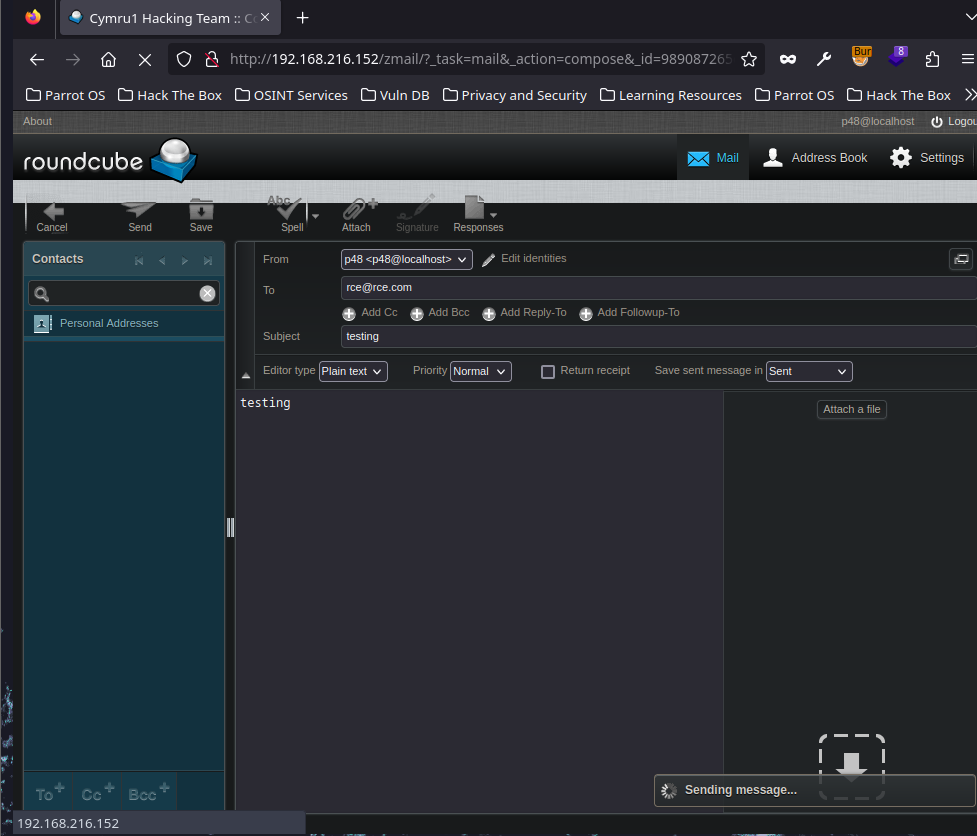 Cymru1 Hacking Team :: C
http://192.168.216.152/zmail/?_task=mail&_action=compose&_id=989087265
Bur
8
Parrot OS Hack The Box OSINT Services Vuln DB Privacy and Security Learning Resources Parrot OS Hack The Box
About p48@localhost Logou
roundcube Mail Address Book Settings
Abc
Cancel Send Save Spell Attach Signature Responses
Contacts
From p48 <p48@localhost> Edit identities
To rce@rce.com
Personal Addresses
Add Cc Add Bcc Add Reply-To Add Followup-To
Subject testing
Editor type Plain text Priority Normal Return receipt Save sent message in Sent
testing
Attach a file
To Cc Bcc
Sending message...
192.168.216.152